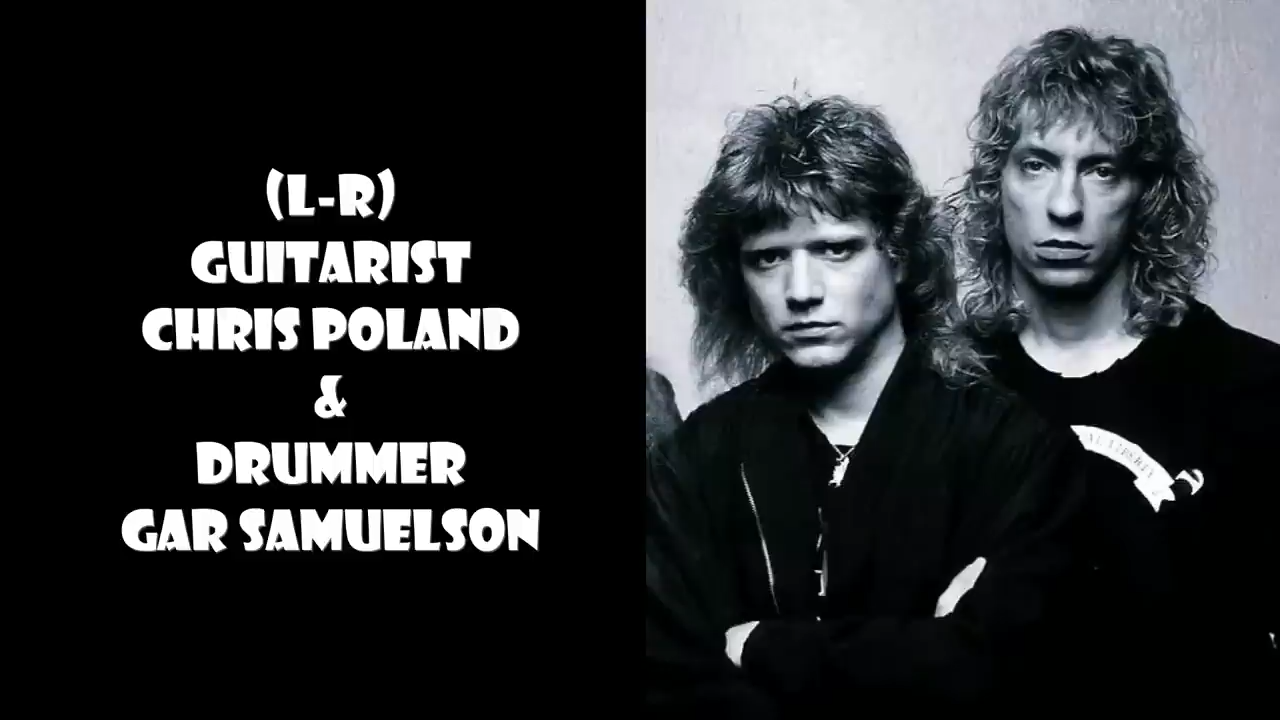 (L-R)
GUITARIST
CHRIS POLAND
&
DRUMMER
GAR SAMUELSON